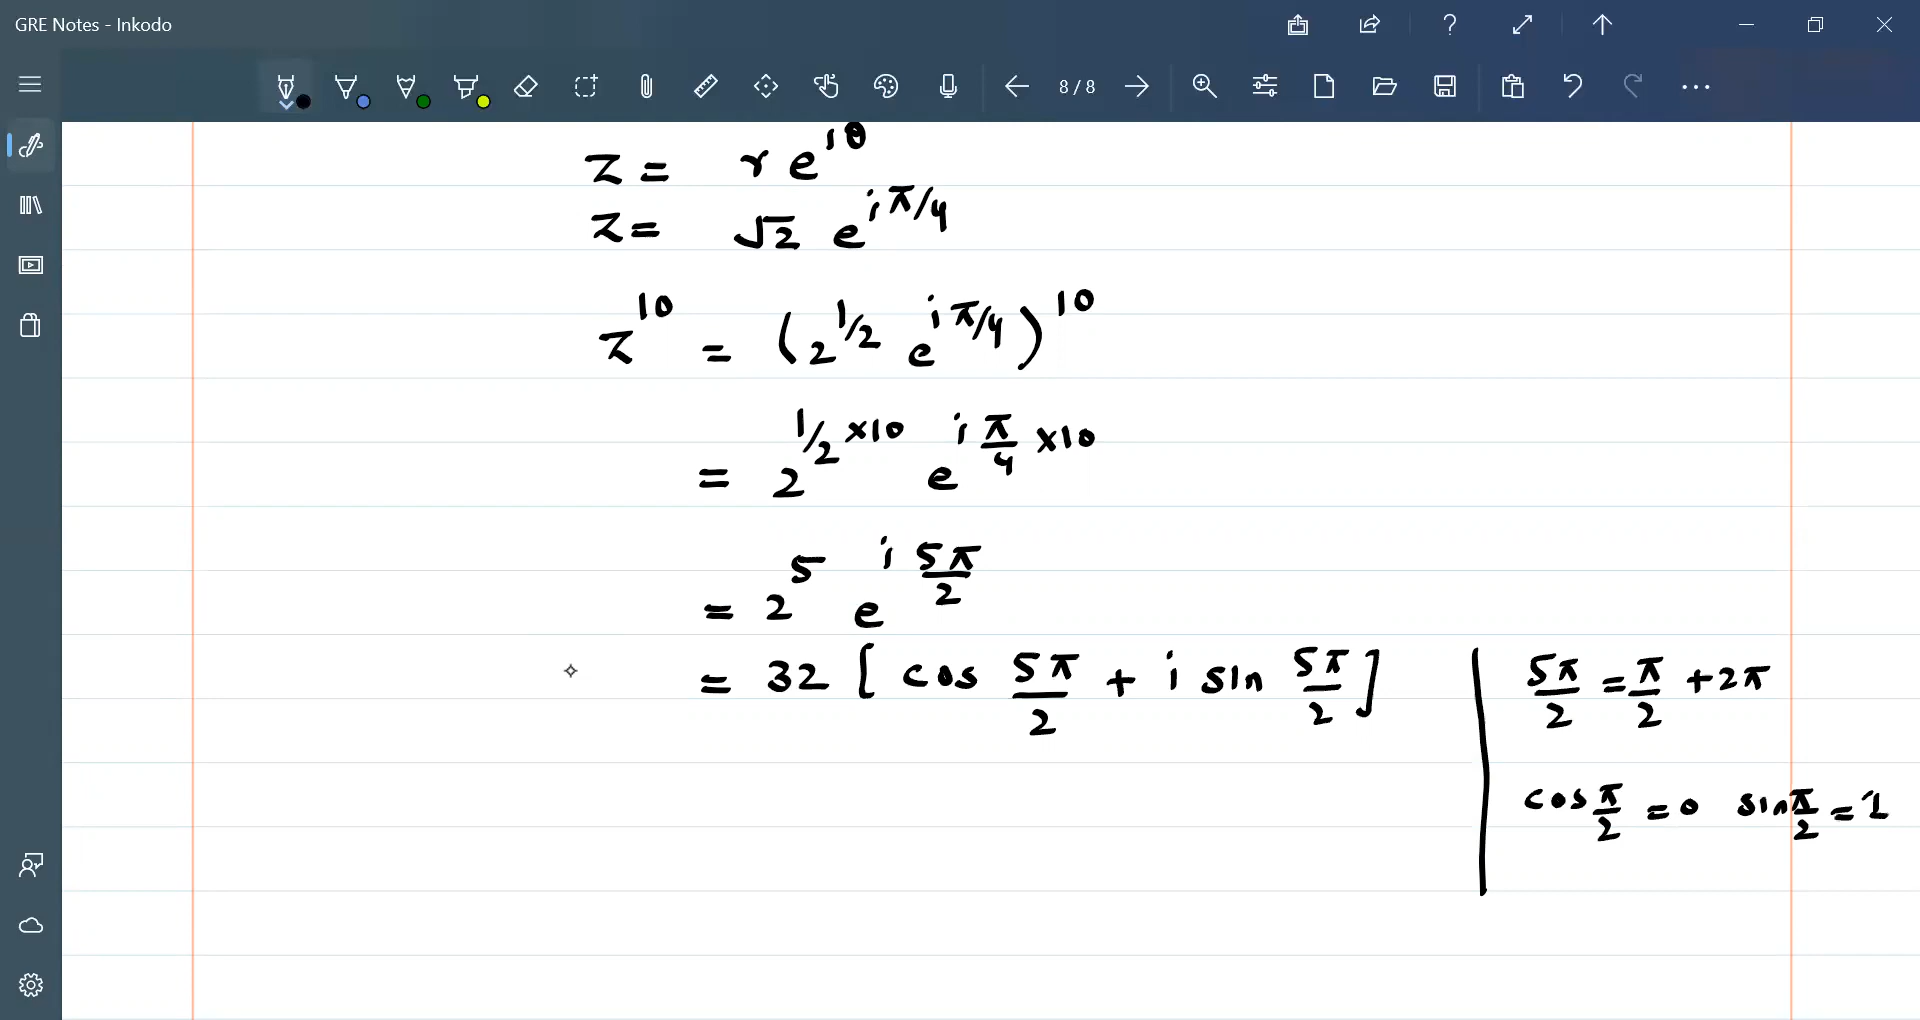 GRE Notes - Inkodo
8 / 8
z = r e^{iθ}
z = √2 e^{iπ/4}
z^{10} = (2^{1/2} e^{iπ/4})^{10}
= 2^{1/2 ×10} e^{i π/4 ×10}
= 2^5 e^{i 5π/2}
= 32 [ cos 5π/2 + i sin 5π/2 ]
5π/2 = π/2 + 2π
cos π/2 = 0 sin π/2 = 1